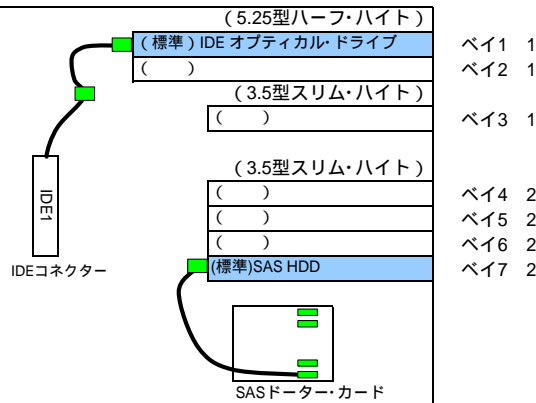 （5.25型ハーフ・ハイト）
（標準）IDE オプティカル・ドライブ ベイ1 1
（　　） ベイ2 1
（3.5型スリム・ハイト）
（　　） ベイ3 1
（3.5型スリム・ハイト）
（　　） ベイ4 2
（　　） ベイ5 2
（　　） ベイ6 2
(標準)SAS HDD ベイ7 2
IDE1
IDEコネクター
SASドーター・カード